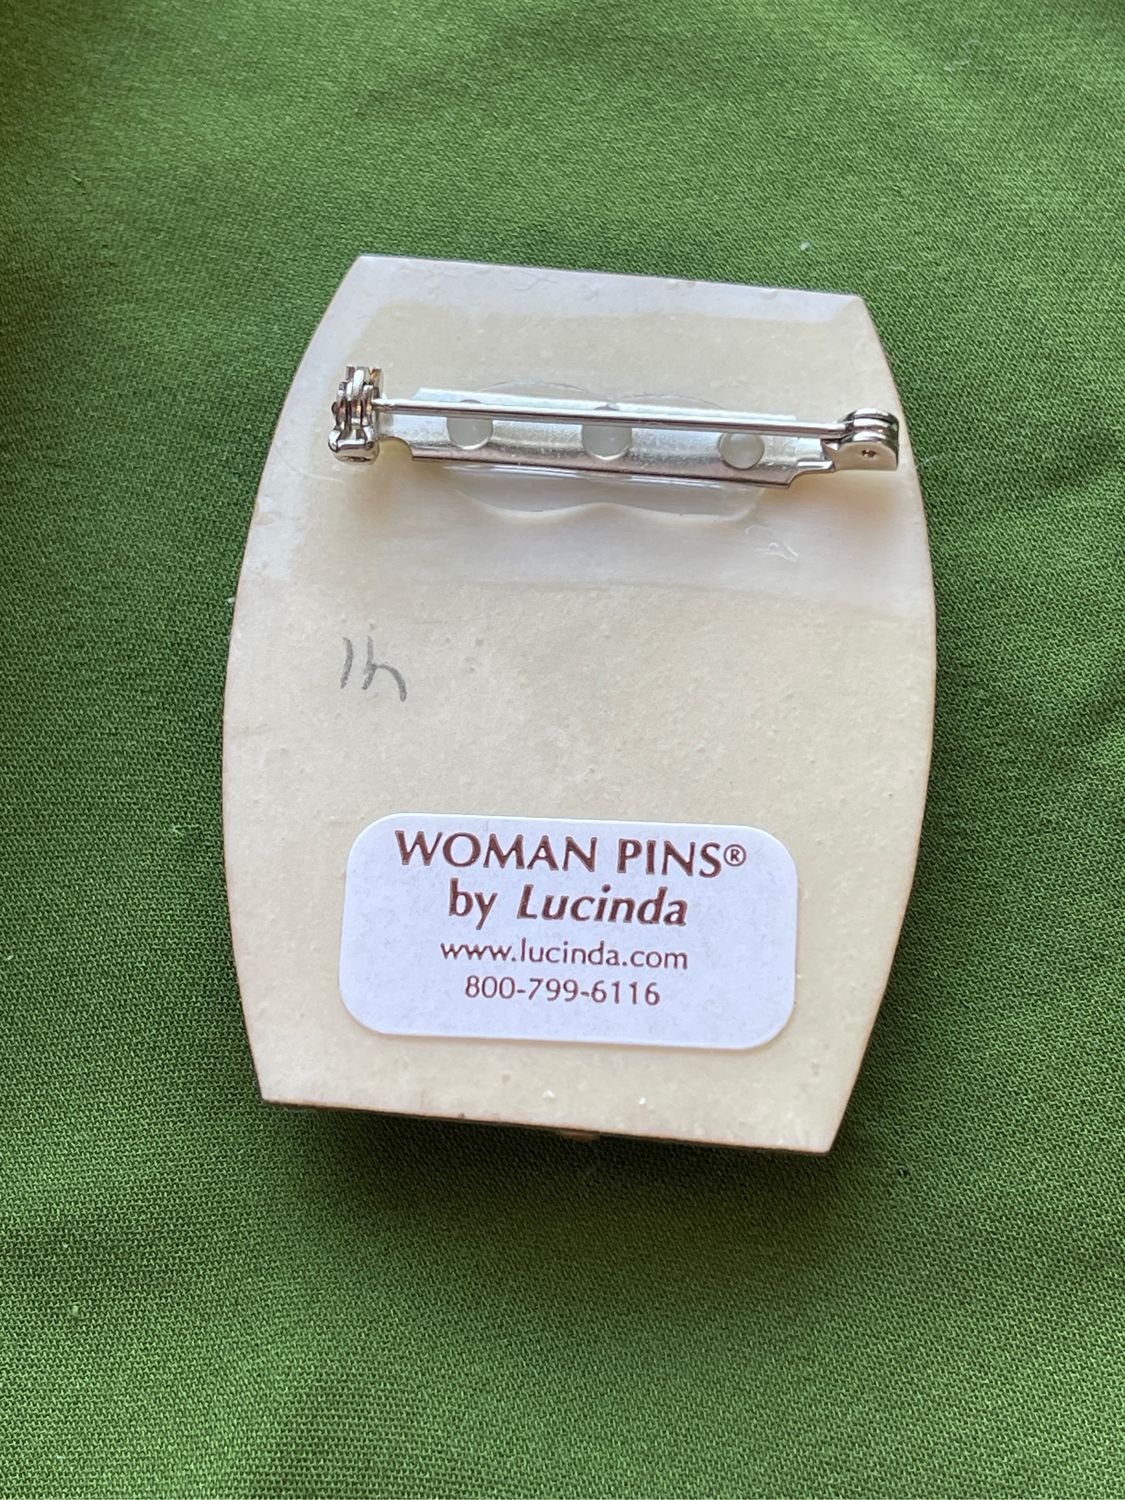 WOMAN PINS®
by Lucinda
www.lucinda.com
800-799-6116